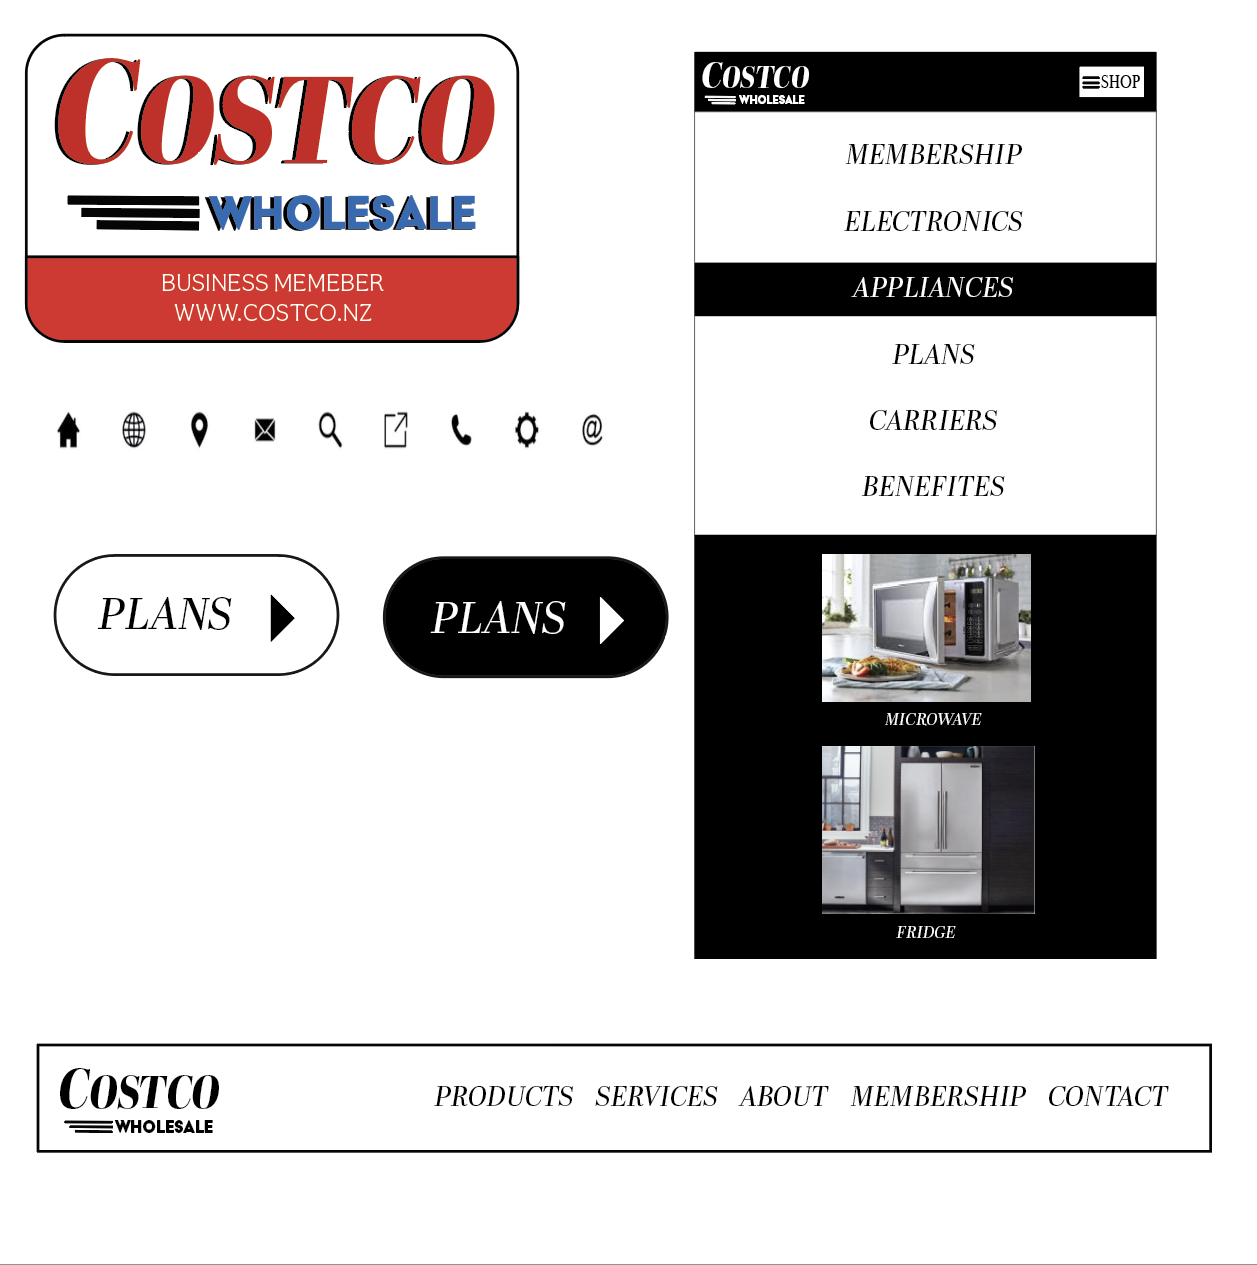 COSTCO
WHOLESALE
BUSINESS MEMEBER
WWW.COSTCO.NZ
@
PLANS
PLANS
COSTCO
WHOLESALE
SHOP
MEMBERSHIP
ELECTRONICS
APPLIANCES
PLANS
CARRIERS
BENEFITES
MICROWAVE
FRIDGE
COSTCO
WHOLESALE
PRODUCTS SERVICES ABOUT MEMBERSHIP CONTACT